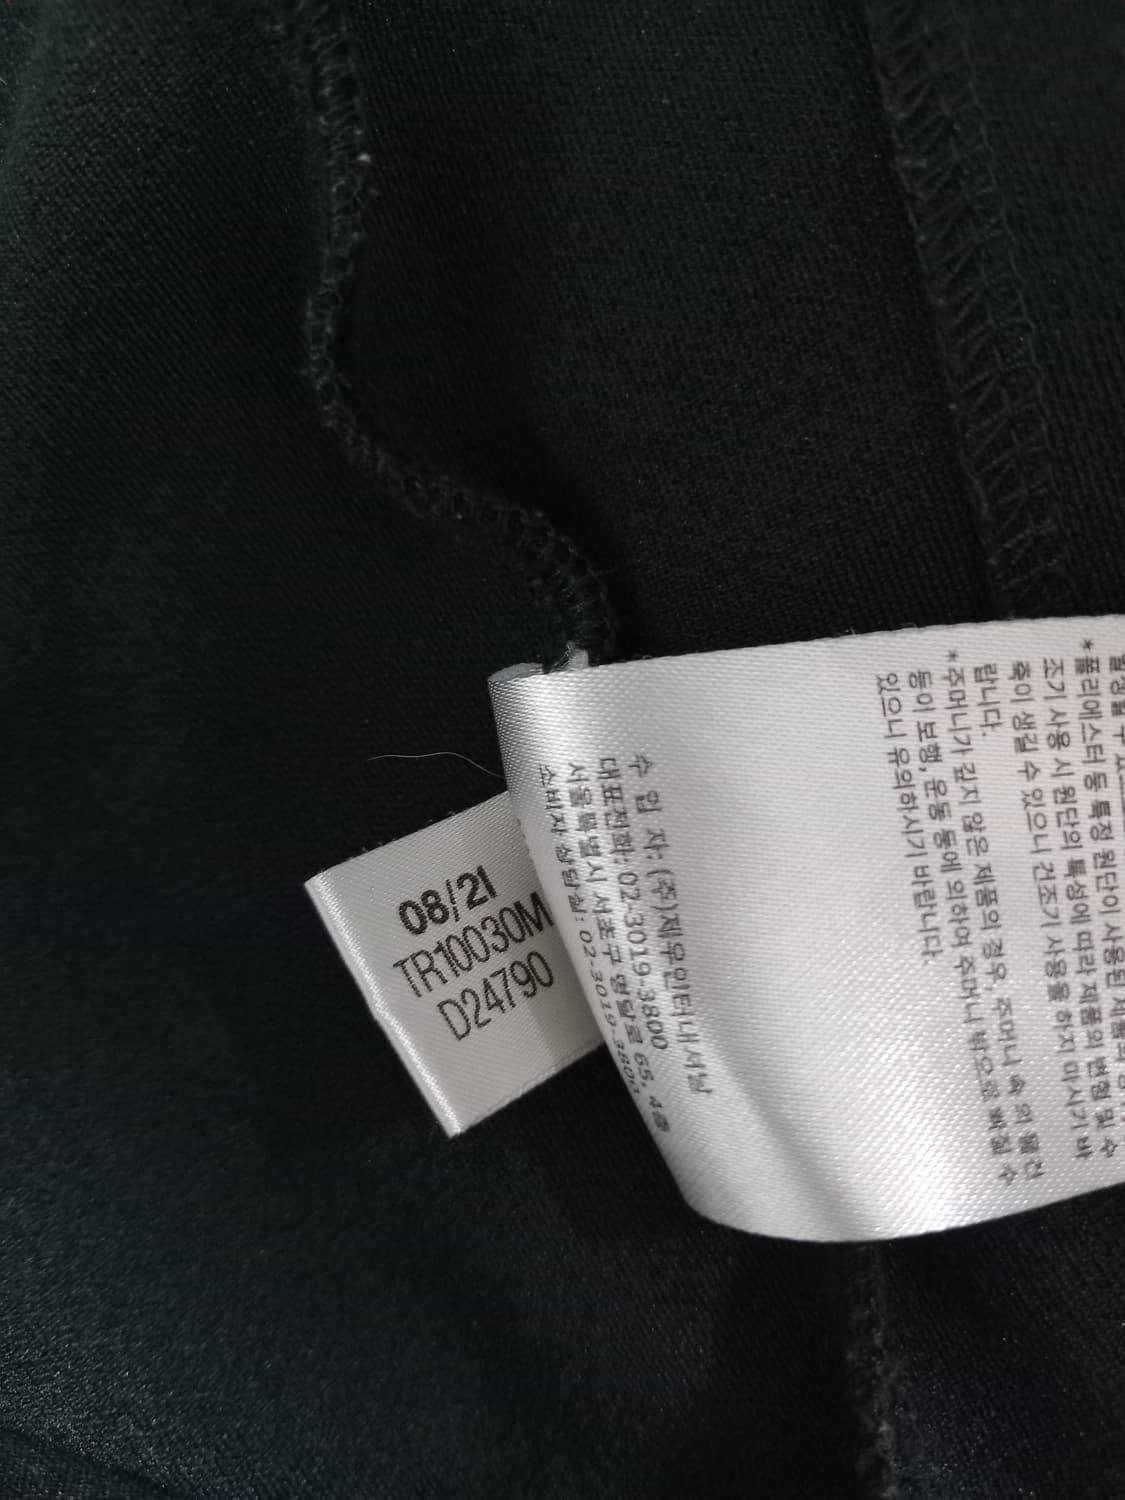 08/21
TR10030M
D24790
수 입 자: (주)제우인터내셔날
대표전화: 02-3019-3800
서울특별시 서초구 명달로 65, 4층
소비자 상담실: 02-3019-380
*폴리에스터 등 특정 원단이 사용된 제품의
조기 사용 시 원단의 특성에 따라 제품의 변형 및 수
축이 생길 수 있으니 건조기 사용을 하지 마시기 바
랍니다.
*주머니가 깊지 않은 제품의 경우, 주머니 속 의 물건
등이 보행, 운동 등에 의하여 주머니 밖으로 빠질 수
있으니 유의하시기 바랍니다.